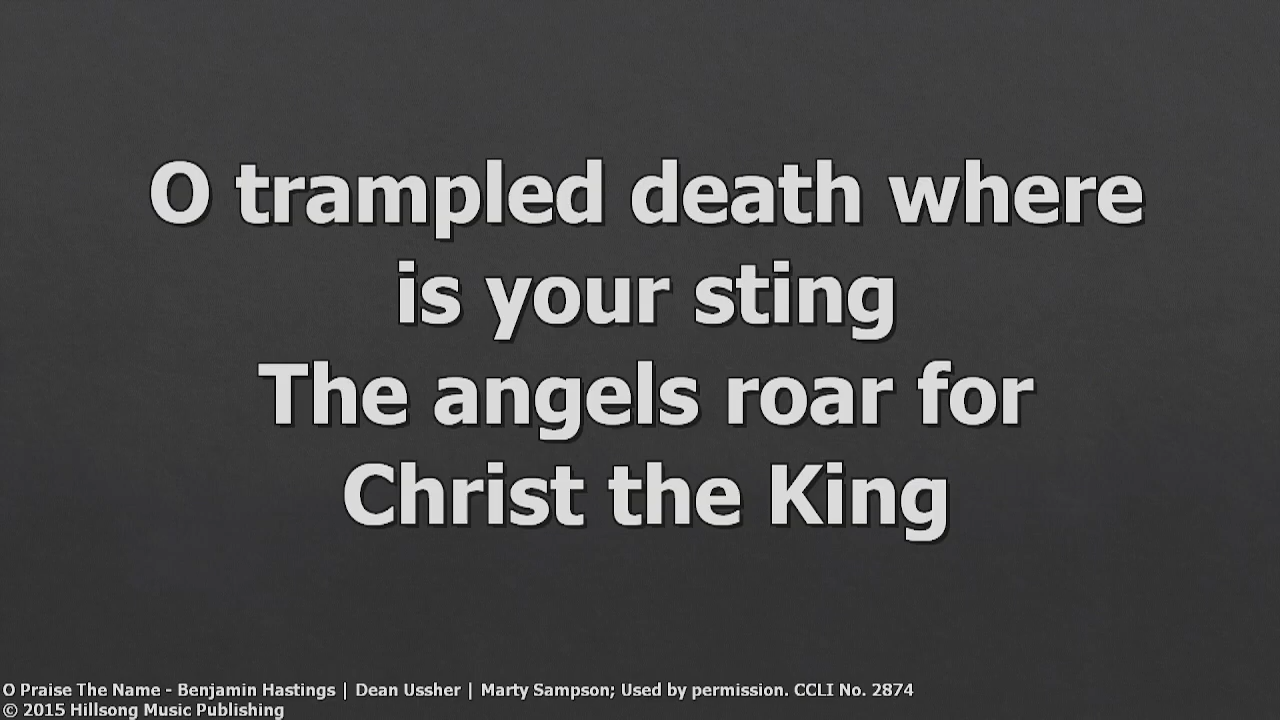 O trampled death where
is your sting
The angels roar for
Christ the King
O Praise The Name - Benjamin Hastings | Dean Ussher | Marty Sampson; Used by permission. CCLI No. 2874
© 2015 Hillsong Music Publishing